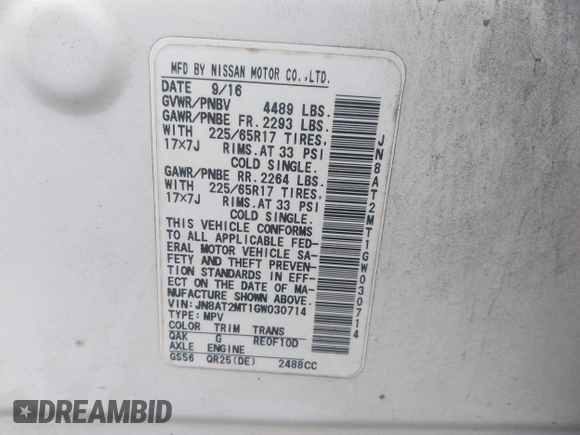 MFD BY NISSAN MOTOR CO.,LTD.
DATE 9/16
GVWR/PNBV 4489 LBS.
GAWR/PNBE FR. 2293 LBS.
WITH 225/65R17 TIRES,
17×7J RIMS.AT 33 PSI
COLD SINGLE.
GAWR/PNBE RR. 2264 LBS.
WITH 225/65R17 TIRES,
17×7J RIMS.AT 33 PSI
COLD SINGLE.
THIS VEHICLE CONFORMS
TO ALL APPLICABLE FED-
ERAL MOTOR VEHICLE SA-
FETY AND THEFT PREVEN-
TION STANDARDS IN EFF-
ECT ON THE DATE OF MA-
NUFACTURE SHOWN ABOVE.
VIN: JN8AT2MT1GW030714
TYPE: MPV
COLOR TRIM TRANS
QAK G RE0F10D
AXLE ENGINE
GS56 QR25(DE) 2488CC
JN8AT2MT1GW030714
DREAMBID